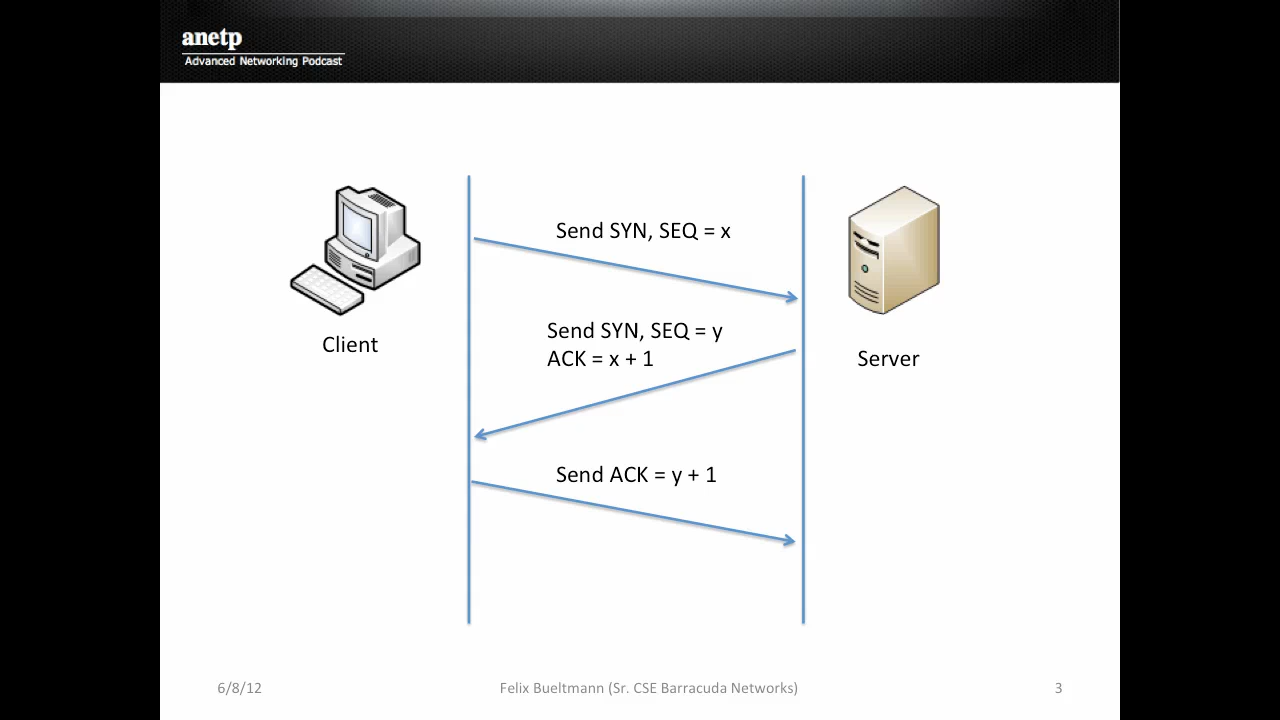 anetp
Advanced Networking Podcast
Send SYN, SEQ = x
Send SYN, SEQ = y
ACK = x + 1
Client
Server
Send ACK = y + 1
6/8/12
Felix Bueltmann (Sr. CSE Barracuda Networks)
3